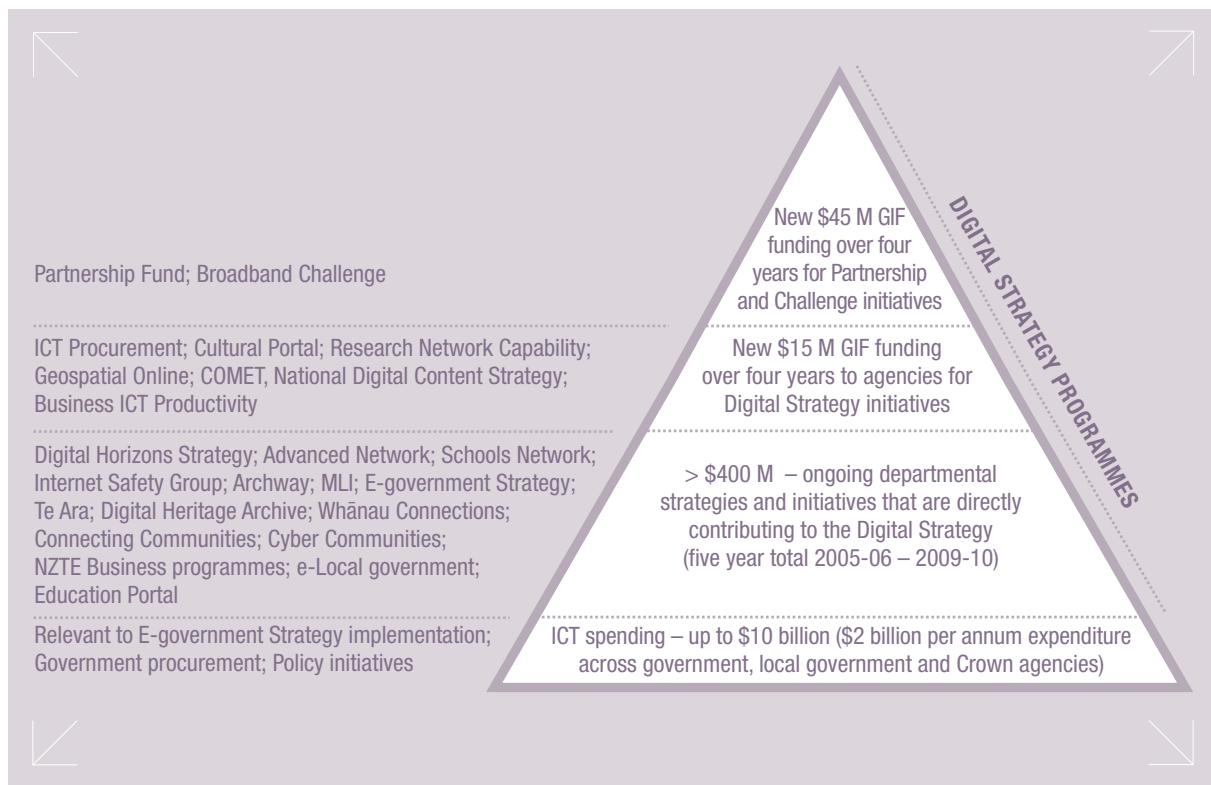 Partnership Fund; Broadband Challenge
New $45 M GIF
funding over four
years for Partnership
and Challenge initiatives
ICT Procurement; Cultural Portal; Research Network Capability;
Geospatial Online; COMET, National Digital Content Strategy;
Business ICT Productivity
New $15 M GIF funding
over four years to agencies for
Digital Strategy initiatives
Digital Horizons Strategy; Advanced Network; Schools Network;
Internet Safety Group; Archway; MLI; E-government Strategy;
Te Ara; Digital Heritage Archive; Whānau Connections;
Connecting Communities; Cyber Communities;
NZTE Business programmes; e-Local government;
Education Portal
> $400 M – ongoing departmental
strategies and initiatives that are directly
contributing to the Digital Strategy
(five year total 2005-06 – 2009-10)
Relevant to E-government Strategy implementation;
Government procurement; Policy initiatives
ICT spending – up to $10 billion ($2 billion per annum expenditure
across government, local government and Crown agencies)
DIGITAL STRATEGY PROGRAMMES